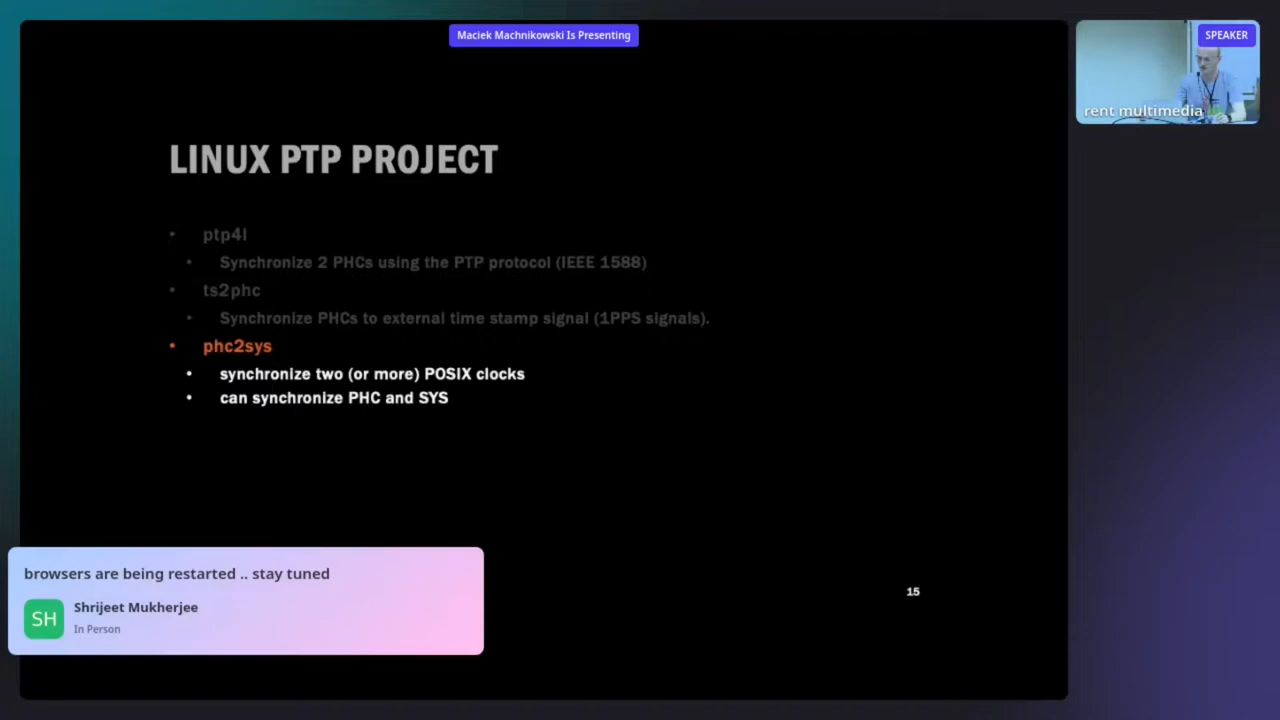 Maciek Machnikowski Is Presenting
SPEAKER
rent multimedia
LINUX PTP PROJECT
• ptp4l
• Synchronize 2 PHCs using the PTP protocol (IEEE 1588)
• ts2phc
• Synchronize PHCs to external time stamp signal (1PPS signals).
• phc2sys
• synchronize two (or more) POSIX clocks
• can synchronize PHC and SYS
browsers are being restarted .. stay tuned
SH
Shrijeet Mukherjee
In Person
15